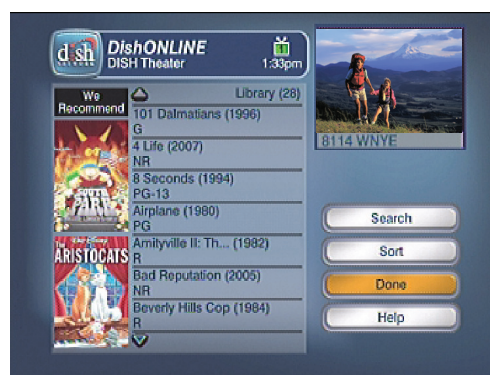 dish
NETWORK
DishONLINE
DISH Theater
1:33pm
We
Recommend
Library (28)
101 Dalmatians (1996)
G
4 Life (2007)
NR
8 Seconds (1994)
PG-13
Airplane (1980)
PG
Amityville II: Th... (1982)
R
Bad Reputation (2005)
NR
Beverly Hills Cop (1984)
R
SOUTH
PARK
THE
ARISTOCATS
8114 WNYE
Search
Sort
Done
Help